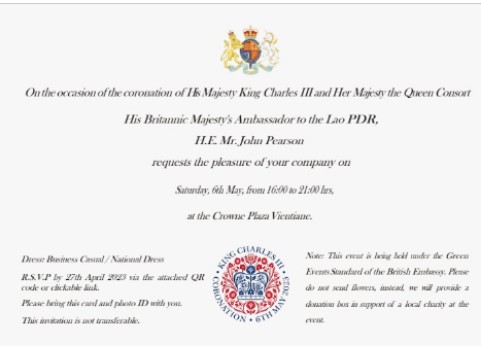 On the occasion of the coronation of His Majesty King Charles III and Her Majesty the Queen Consort
His Britannic Majesty's Ambassador to the Lao PDR,
H.E. Mr. John Pearson
requests the pleasure of your company on
Saturday, 6th May, from 16:00 to 21:00 hrs,
at the Crowne Plaza Vientiane.
Dress: Business Casual / National Dress
R.S.V.P by 27th April 2023 via the attached QR
code or clickable link.
Please bring this card and photo ID with you.
This invitation is not transferable.
KING CHARLES III • CORONATION • 6TH MAY 2023
Note: This event is being held under the Green
Events Standard of the British Embassy. Please
do not send flowers, instead, we will provide a
donation box in support of a local charity at the
event.